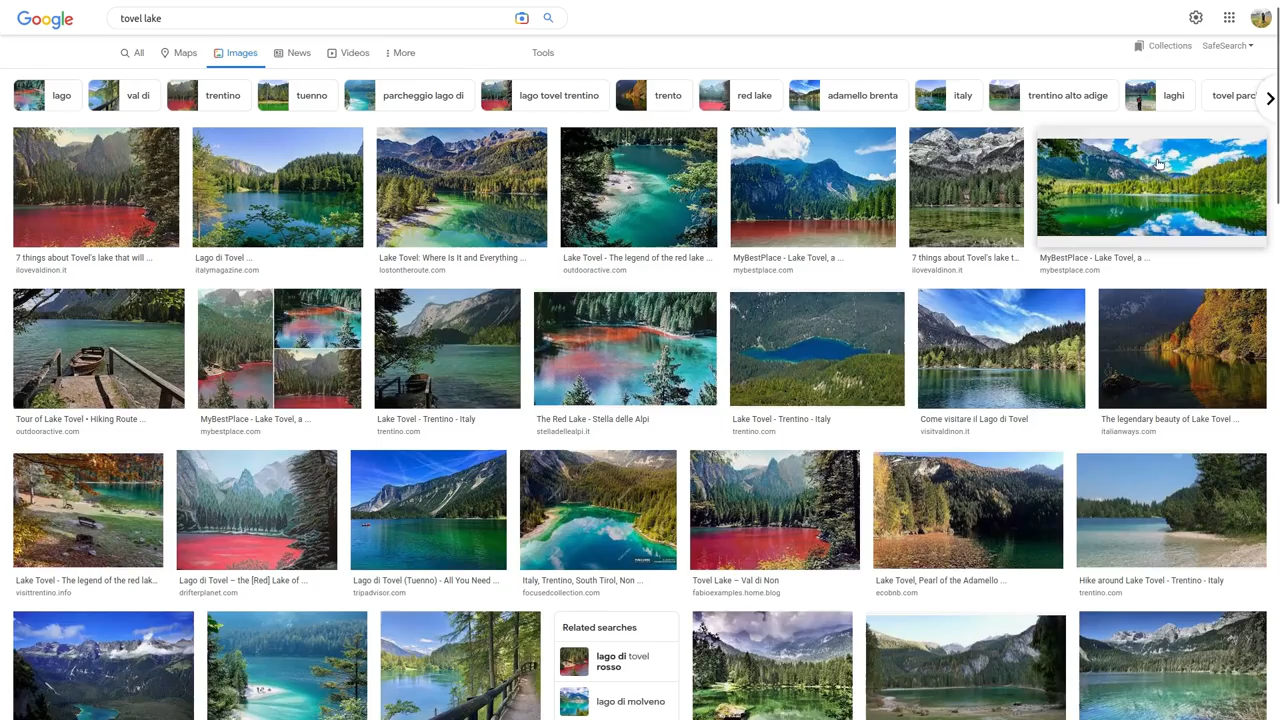 Google
tovel lake
All
Maps
Images
News
Videos
More
Tools
Collections
SafeSearch
lago
val di
trentino
tuenno
parcheggio lago di
lago tovel trentino
trento
red lake
adamello brenta
italy
trentino alto adige
laghi
tovel parc
7 things about Tovel's lake that will ...
ilovevaldinon.it
Lago di Tovel ...
italymagazine.com
Lake Tovel: Where Is It and Everything ...
lostontheroute.com
Lake Tovel - The legend of the red lake ...
outdooractive.com
MyBestPlace - Lake Tovel, a ...
mybestplace.com
7 things about Tovel's lake t...
ilovevaldinon.it
MyBestPlace - Lake Tovel, a ...
mybestplace.com
Tour of Lake Tovel • Hiking Route ...
outdooractive.com
MyBestPlace - Lake Tovel, a ...
mybestplace.com
Lake Tovel - Trentino - Italy
trentino.com
The Red Lake - Stella delle Alpi
stelladellealpi.it
Lake Tovel - Trentino - Italy
trentino.com
Come visitare il Lago di Tovel
visitvaldinon.it
The legendary beauty of Lake Tovel ...
italianways.com
Lake Tovel - The legend of the red lak...
visittrentino.info
Lago di Tovel – the [Red] Lake of ...
drifterplanet.com
Lago di Tovel (Tuenno) - All You Need ...
tripadvisor.com
Italy, Trentino, South Tirol, Non ...
focusedcollection.com
Tovel Lake – Val di Non
fabioexamples.home.blog
Lake Tovel, Pearl of the Adamello ...
ecobnb.com
Hike around Lake Tovel - Trentino - Italy
trentino.com
Related searches
lago di tovel
rosso
lago di molveno